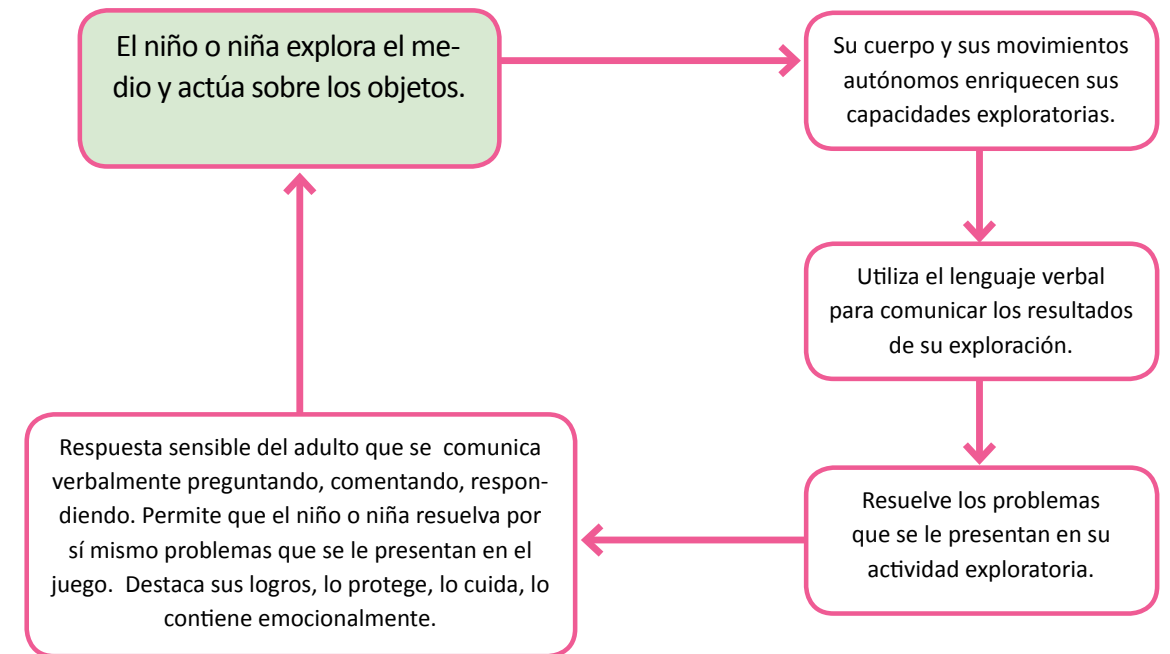 El niño o niña explora el me-
dio y actúa sobre los objetos.
Su cuerpo y sus movimientos
autónomos enriquecen sus
capacidades exploratorias.
Utiliza el lenguaje verbal
para comunicar los resultados
de su exploración.
Resuelve los problemas
que se le presentan en su
actividad exploratoria.
Respuesta sensible del adulto que se comunica
verbalmente preguntando, comentando, respon-
diendo. Permite que el niño o niña resuelva por
sí mismo problemas que se le presentan en el
juego. Destaca sus logros, lo protege, lo cuida, lo
contiene emocionalmente.